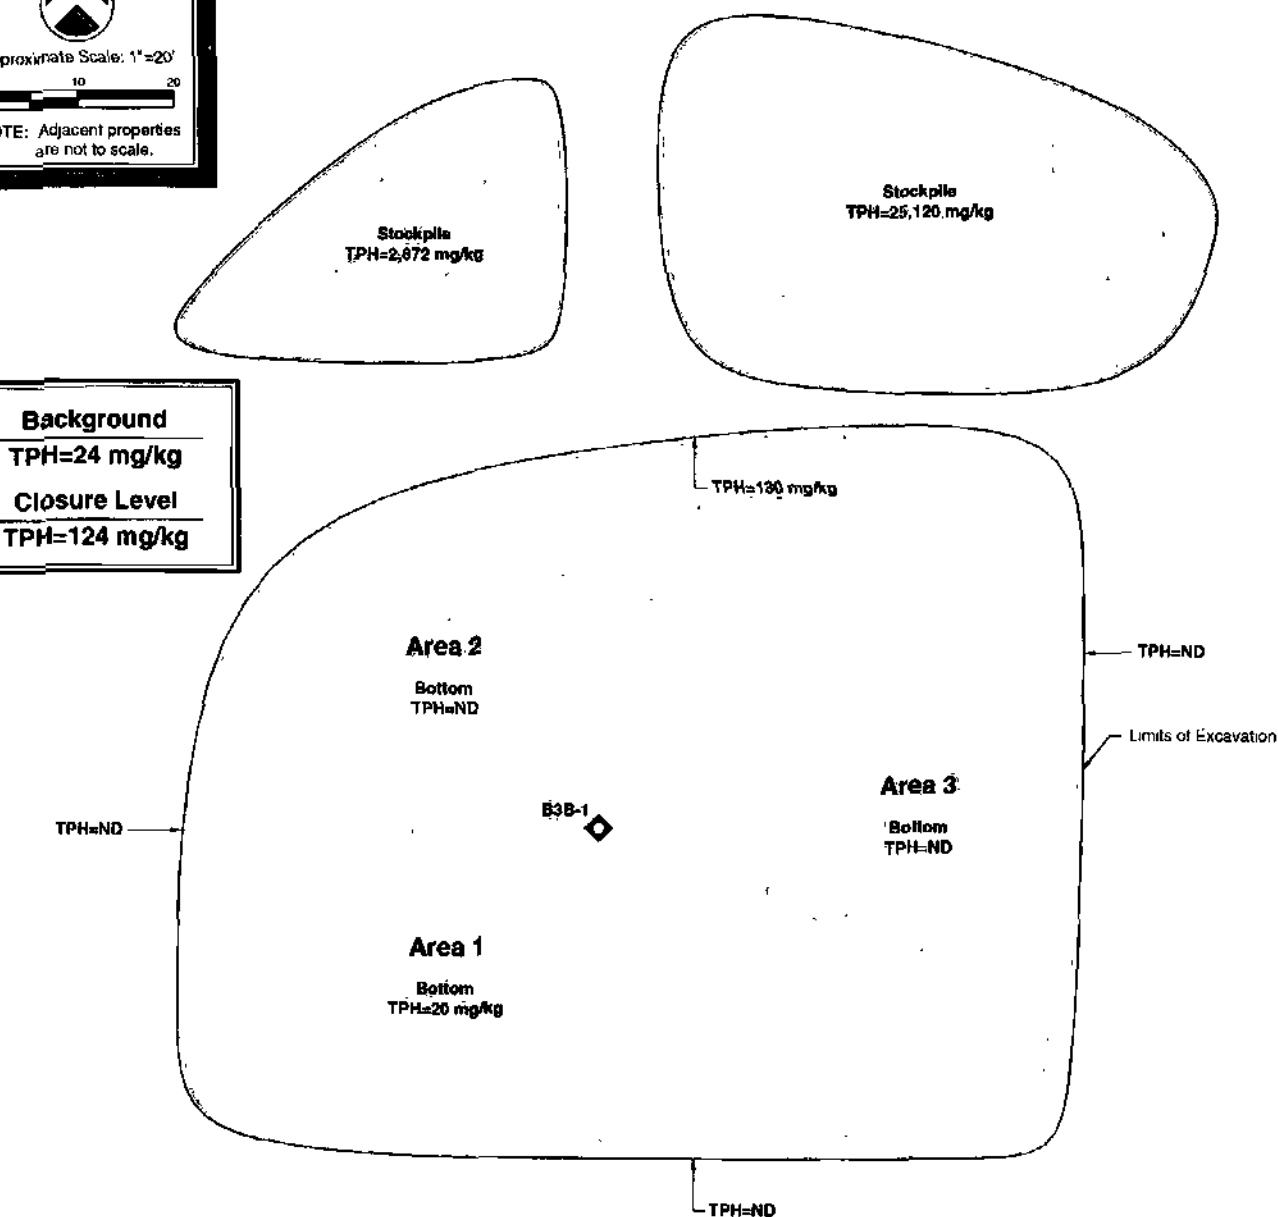 proximate Scale: 1"=20'
10 20
OTE: Adjacent properties
are not to scale.
Stockpile
TPH=2,672 mg/kg
Stockpile
TPH=25,120 mg/kg
Background
TPH=24 mg/kg
Closure Level
TPH=124 mg/kg
TPH=130 mg/kg
Area 2
Bottom
TPH=ND
TPH=ND
Limits of Excavation
Area 3
Bottom
TPH=ND
B3B-1
TPH=ND
Area 1
Bottom
TPH=20 mg/kg
TPH=ND